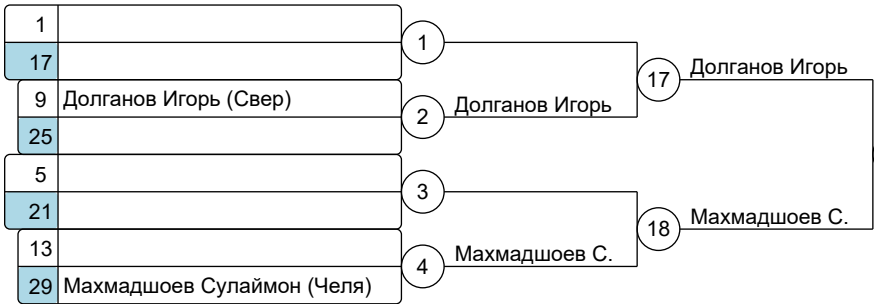 1
1
17
17
Долганов Игорь
9
Долганов Игорь (Свер)
2
Долганов Игорь
25
5
3
21
18
Махмадшоев С.
13
4
Махмадшоев С.
29
Махмадшоев Сулаймон (Челя)